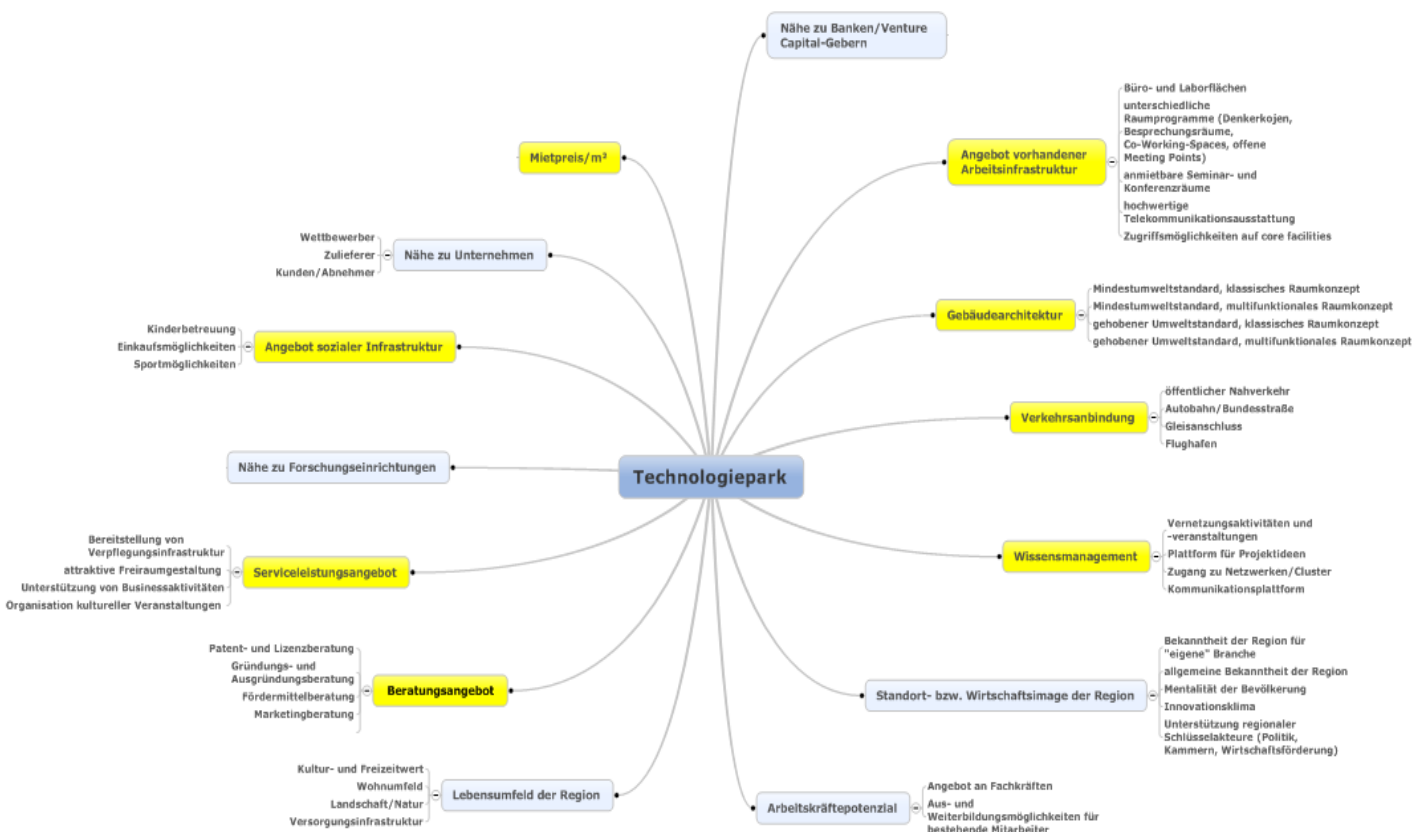 Nähe zu Banken/Venture
Capital-Gebern
Angebot vorhandener
Arbeitsinfrastruktur
Büro- und Laborflächen
unterschiedliche
Raumprogramme (Denkerkojen,
Besprechungsräume,
Co-Working-Spaces, offene
Meeting Points)
anmietbare Seminar- und
Konferenzräume
hochwertige
Telekommunikationsausstattung
Zugriffsmöglichkeiten auf core facilities
Gebäudearchitektur
Mindestumweltstandard, klassisches Raumkonzept
Mindestumweltstandard, multifunktionales Raumkonzept
gehobener Umweltstandard, klassisches Raumkonzept
gehobener Umweltstandard, multifunktionales Raumkonzept
Verkehrsanbindung
öffentlicher Nahverkehr
Autobahn/Bundesstraße
Gleisanschluss
Flughafen
Technologiepark
Wissensmanagement
Vernetzungsaktivitäten und
-veranstaltungen
Plattform für Projektideen
Zugang zu Netzwerken/Cluster
Kommunikationsplattform
Standort- bzw. Wirtschaftsimage der Region
Bekanntheit der Region für
"eigene" Branche
allgemeine Bekanntheit der Region
Mentalität der Bevölkerung
Innovationsklima
Unterstützung regionaler
Schlüsselakteure (Politik,
Kammern, Wirtschaftsförderung)
Arbeitskräftepotenzial
Angebot an Fachkräften
Aus- und
Weiterbildungsmöglichkeiten für
bestehende Mitarbeiter
Mietpreis/m³
Nähe zu Unternehmen
Wettbewerber
Zulieferer
Kunden/Abnehmer
Angebot sozialer Infrastruktur
Kinderbetreuung
Einkaufsmöglichkeiten
Sportmöglichkeiten
Nähe zu Forschungseinrichtungen
Serviceleistungsangebot
Bereitstellung von
Verpflegungsinfrastruktur
attraktive Freiraumgestaltung
Unterstützung von Businessaktivitäten
Organisation kultureller Veranstaltungen
Beratungsangebot
Patent- und Lizenzberatung
Gründungs- und
Ausgründungsberatung
Fördermittelberatung
Marketingberatung
Lebensumfeld der Region
Kultur- und Freizeitwert
Wohnumfeld
Landschaft/Natur
Versorgungsinfrastruktur